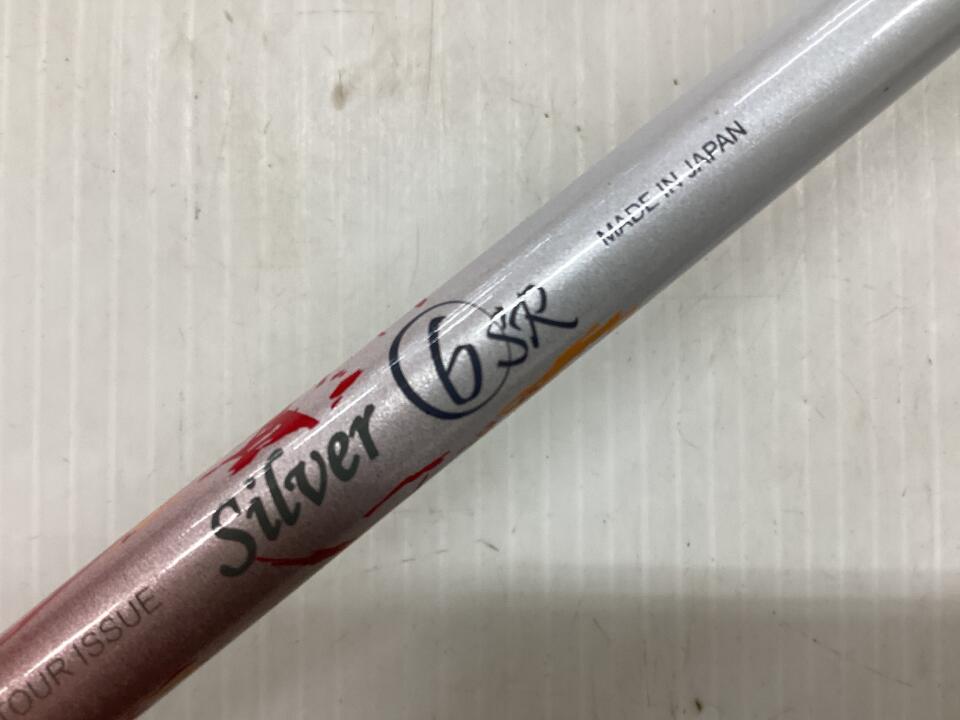 TOUR ISSUE
Silver 6 SR
MADE IN JAPAN